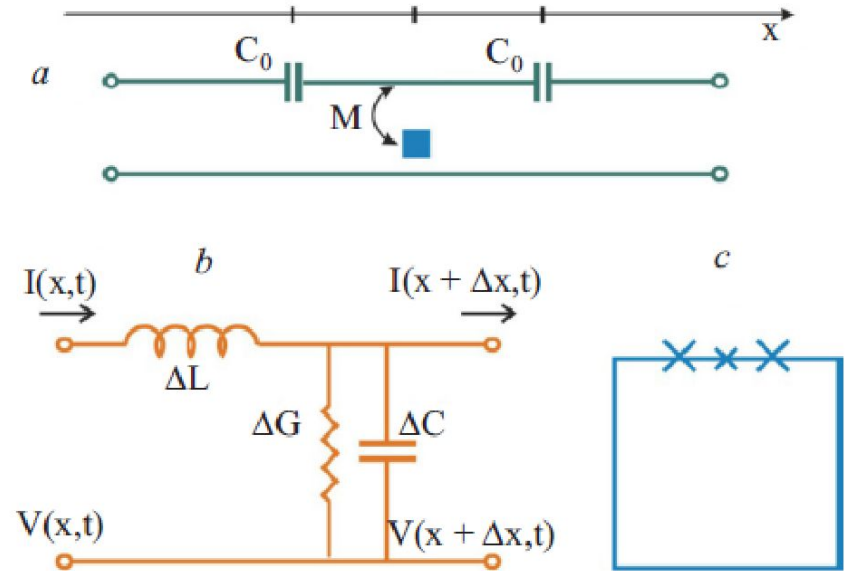 x
a
C₀
C₀
M
b
c
I(x,t)
I(x + Δx,t)
ΔL
ΔG
ΔC
V(x,t)
V(x + Δx,t)